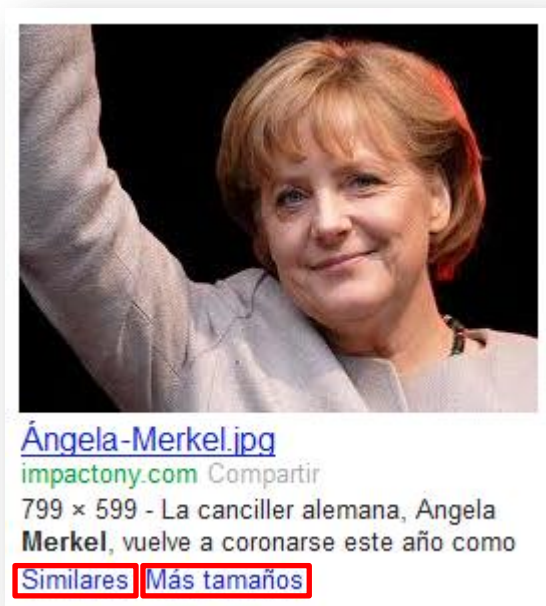 Ángela-Merkel.jpg
impactony.com Compartir
799 × 599 - La canciller alemana, Angela
Merkel, vuelve a coronarse este año como
Similares Más tamaños